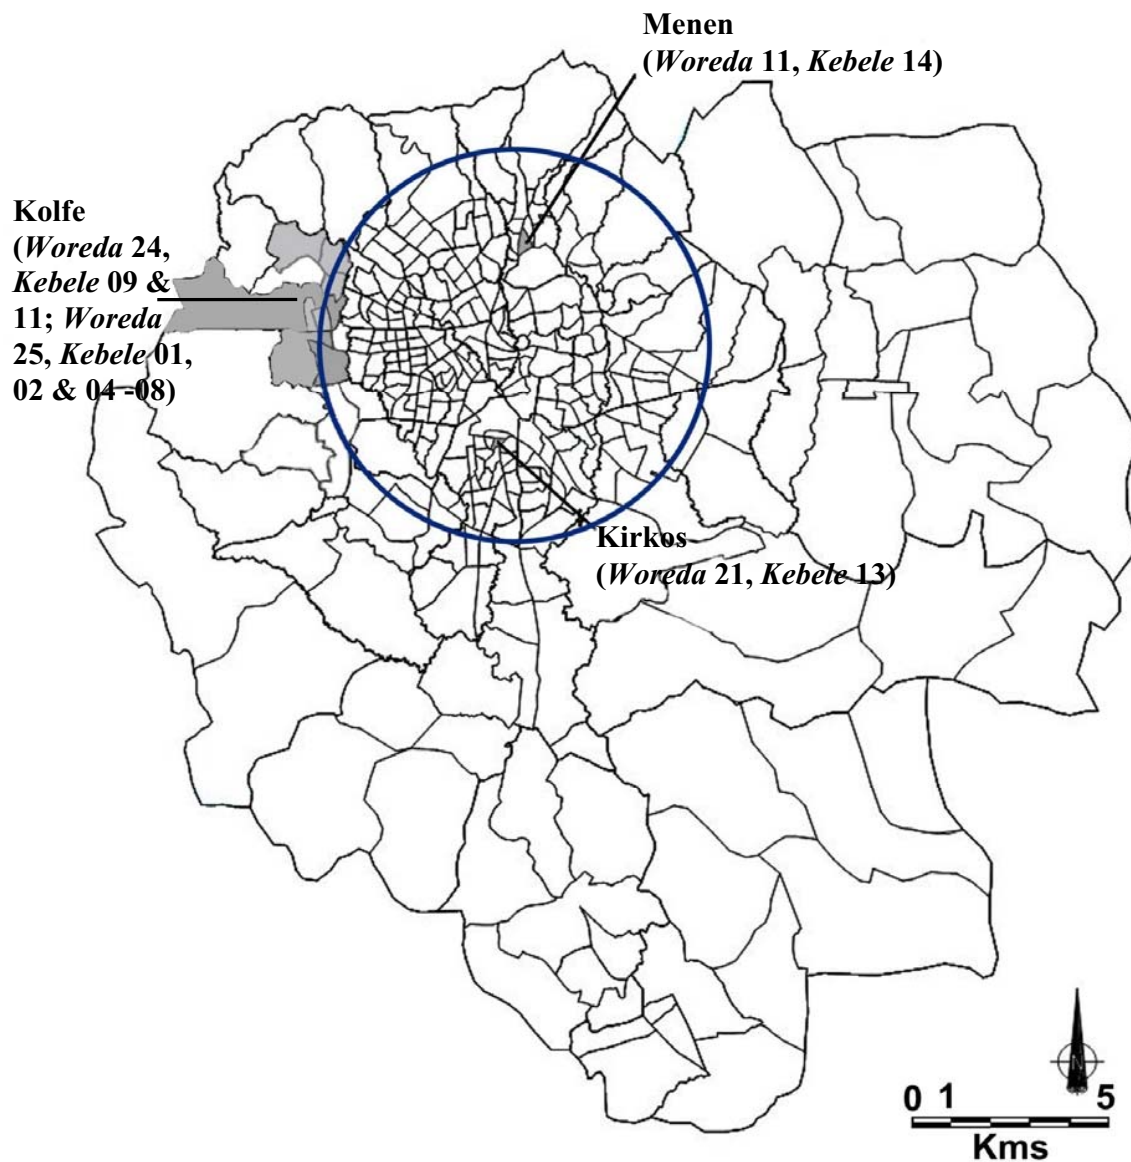 Menen
(Woreda 11, Kebele 14)
Kolfe
(Woreda 24,
Kebele 09 &
11; Woreda
25, Kebele 01,
02 & 04 -08)
Kirkos
(Woreda 21, Kebele 13)
N
0 1 5
Kms